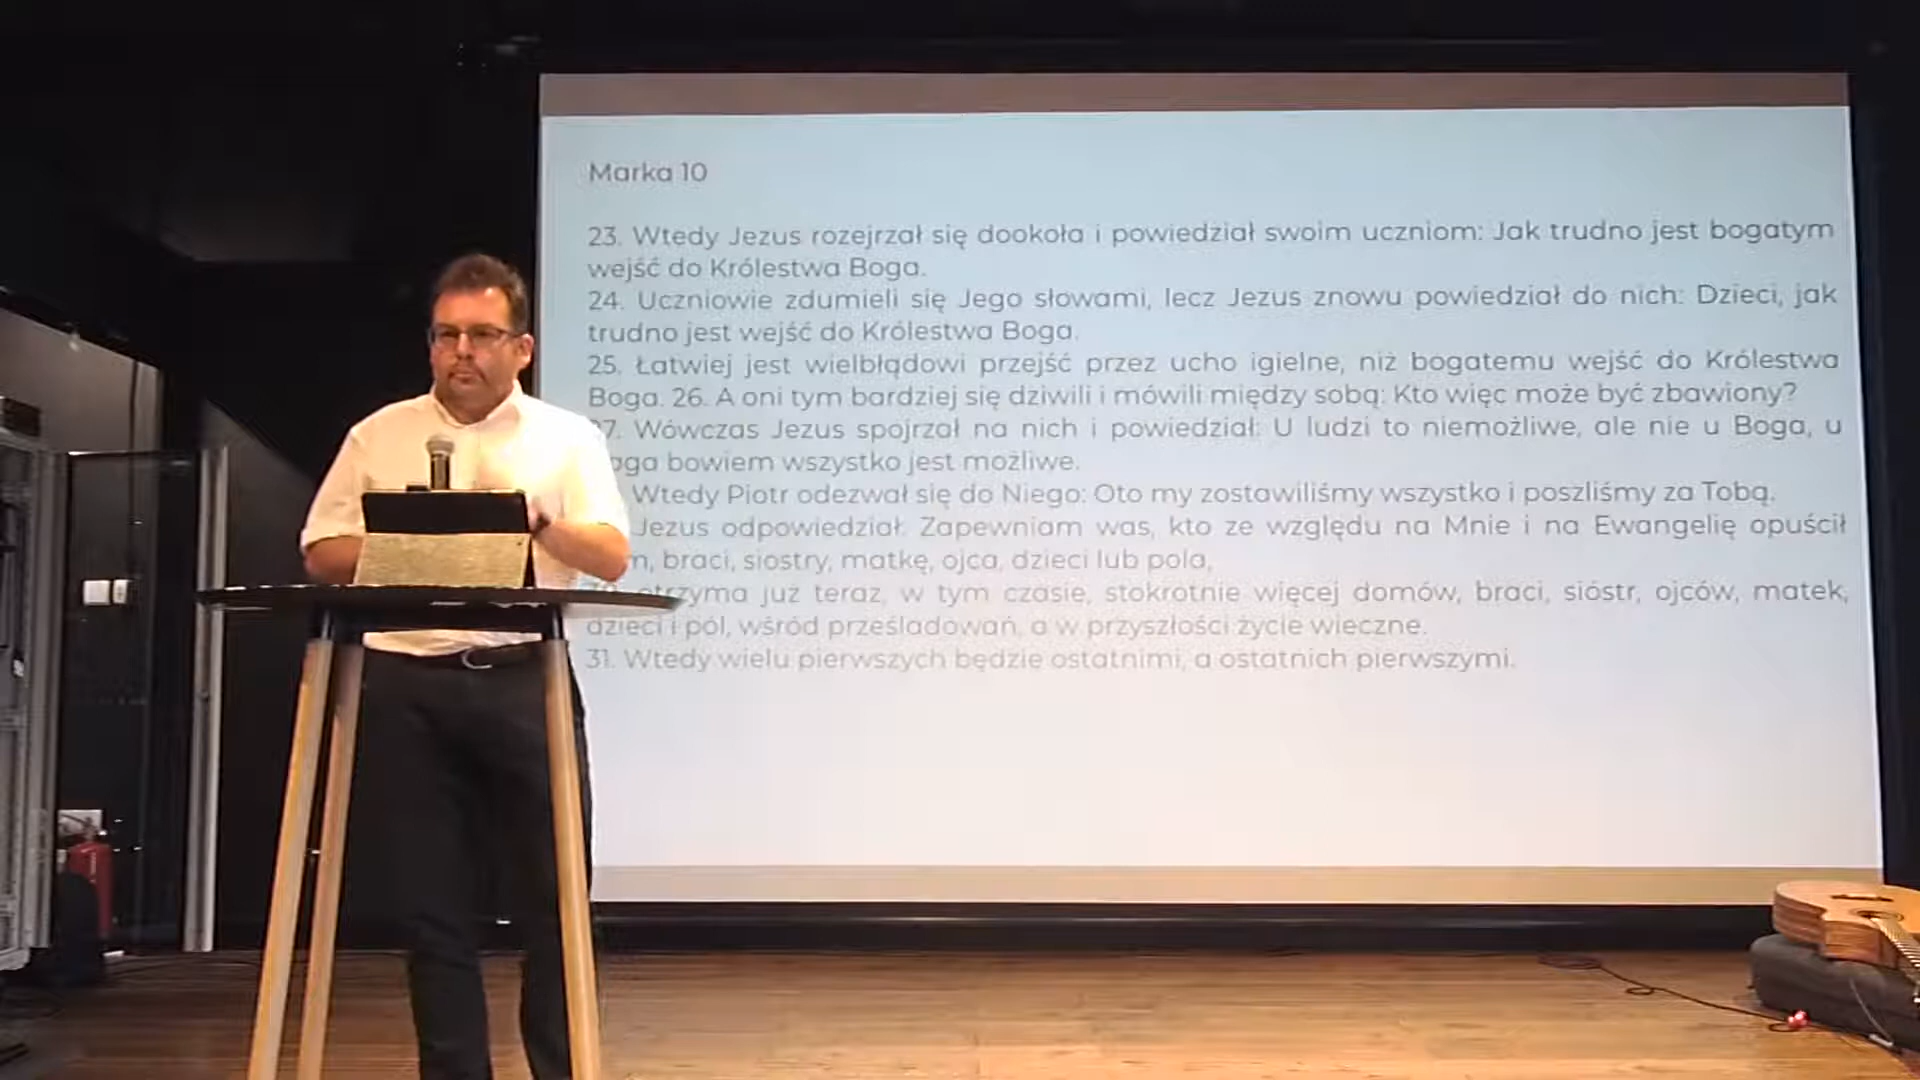 Marka 10
23. Wtedy Jezus rozejrzał się dookoła i powiedział swoim uczniom: Jak trudno jest bogatym
wejść do Królestwa Boga.
24. Uczniowie zdumieli się Jego słowami, lecz Jezus znowu powiedział do nich: Dzieci, jak
trudno jest wejść do Królestwa Boga.
25. Łatwiej jest wielbłądowi przejść przez ucho igielne, niż bogatemu wejść do Królestwa
Boga. 26. A oni tym bardziej się dziwili i mówili między sobą: Kto więc może być zbawiony?
27. Wówczas Jezus spojrzał na nich i powiedział: U ludzi to niemożliwe, ale nie u Boga, u
bowiem wszystko jest możliwe.
Wtedy Piotr odezwał się do Niego: Oto my zostawiliśmy wszystko i poszliśmy za Tobą.
Jezus odpowiedział: Zapewniam was, kto ze względu na Mnie i na Ewangelię opuścił
braci, siostry, matkę, ojca, dzieci lub pola,
otrzyma już teraz, w tym czasie, stokrotnie więcej domów, braci, sióstr, ojców, matek,
dzieci i pól, wśród prześladowań, a w przyszłości życie wieczne.
31. Wtedy wielu pierwszych będzie ostatnimi, a ostatnich pierwszymi.